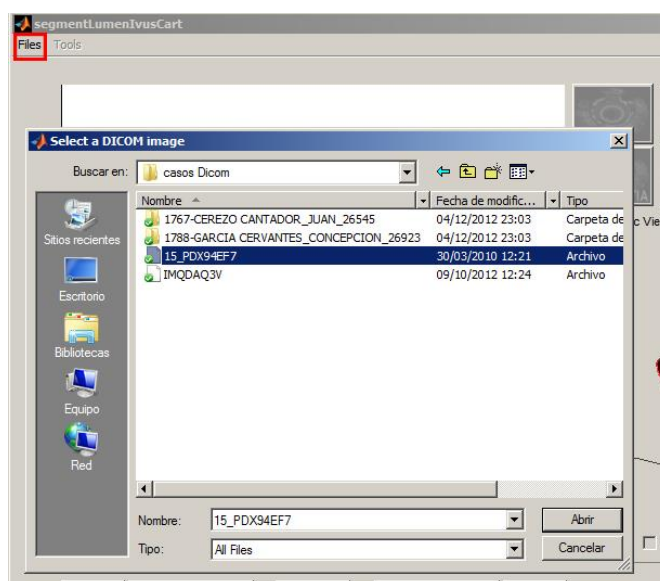 segmentLumenIvusCart
Files Tools
Select a DICOM image
Buscar en: casos Dicom
Nombre Fecha de modific... Tipo
1767-CEREZO CANTADOR_JUAN_26545 04/12/2012 23:03 Carpeta de
1788-GARCIA CERVANTES_CONCEPCION_26923 04/12/2012 23:03 Carpeta de
15_PDX94EF7 30/03/2010 12:21 Archivo
IMQDAQ3V 09/10/2012 12:24 Archivo
Sitios recientes
Escritorio
Bibliotecas
Equipo
Red
Nombre: 15_PDX94EF7 Abrir
Tipo: All Files Cancelar